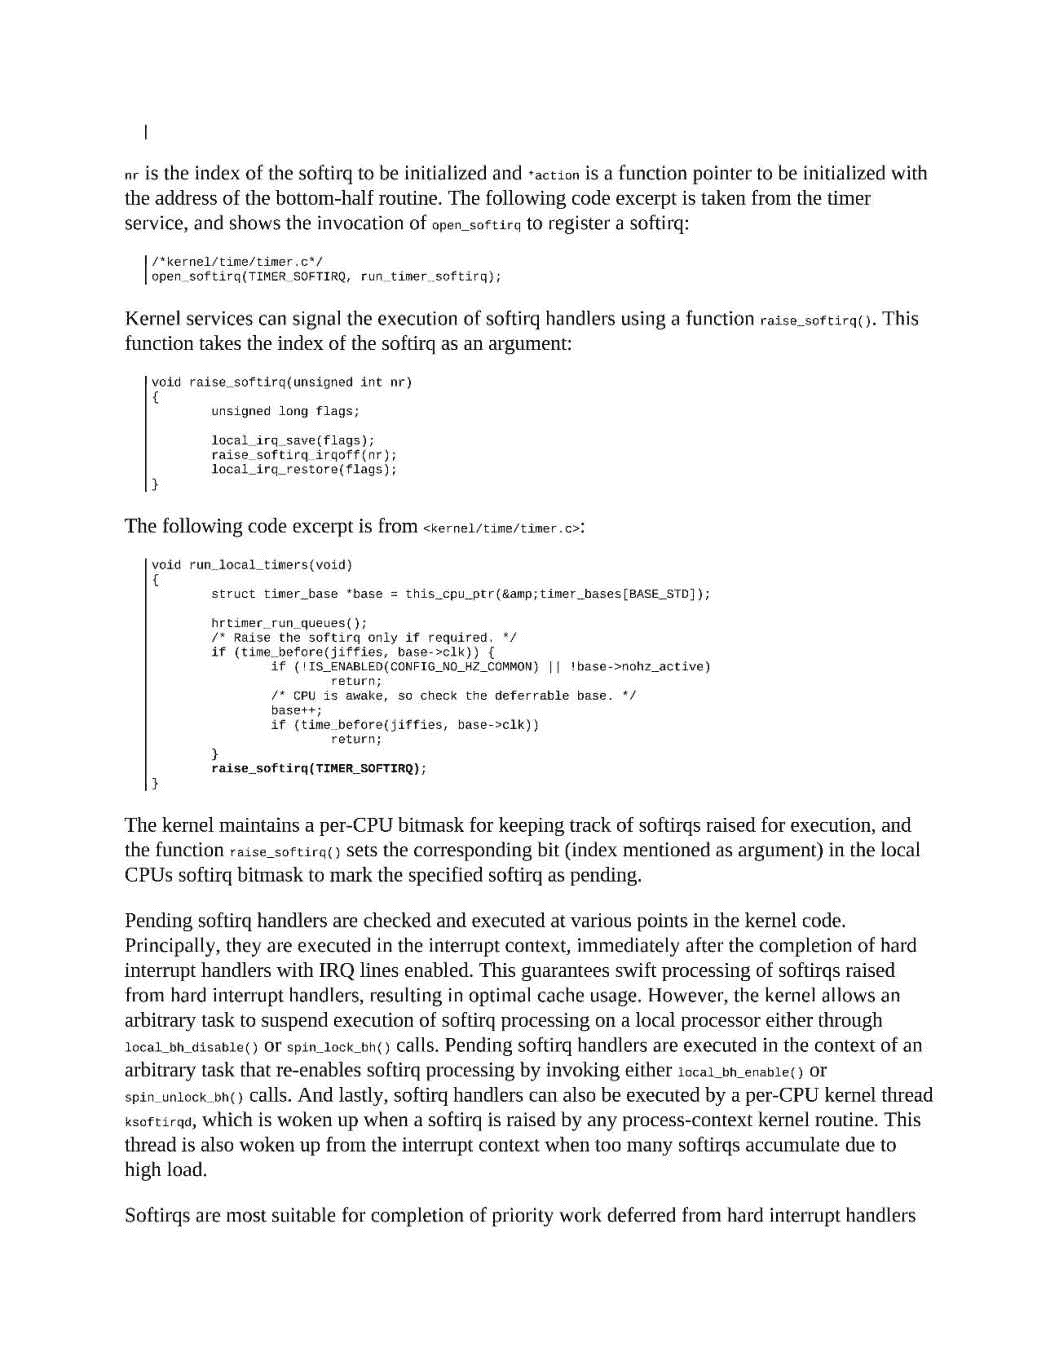 nr is the index of the softirq to be initialized and *action is a function pointer to be initialized with
the address of the bottom-half routine. The following code excerpt is taken from the timer
service, and shows the invocation of open_softirq to register a softirq:
/*kernel/time/timer.c*/
open_softirq(TIMER_SOFTIRQ, run_timer_softirq);
Kernel services can signal the execution of softirq handlers using a function raise_softirq(). This
function takes the index of the softirq as an argument:
void raise_softirq(unsigned int nr)
{
        unsigned long flags;

        local_irq_save(flags);
        raise_softirq_irqoff(nr);
        local_irq_restore(flags);
}
The following code excerpt is from <kernel/time/timer.c>:
void run_local_timers(void)
{
        struct timer_base *base = this_cpu_ptr(&amp;timer_bases[BASE_STD]);

        hrtimer_run_queues();
        /* Raise the softirq only if required. */
        if (time_before(jiffies, base->clk)) {
                if (!IS_ENABLED(CONFIG_NO_HZ_COMMON) || !base->nohz_active)
                        return;
                /* CPU is awake, so check the deferrable base. */
                base++;
                if (time_before(jiffies, base->clk))
                        return;
        }
        raise_softirq(TIMER_SOFTIRQ);
}
The kernel maintains a per-CPU bitmask for keeping track of softirqs raised for execution, and
the function raise_softirq() sets the corresponding bit (index mentioned as argument) in the local
CPUs softirq bitmask to mark the specified softirq as pending.
Pending softirq handlers are checked and executed at various points in the kernel code.
Principally, they are executed in the interrupt context, immediately after the completion of hard
interrupt handlers with IRQ lines enabled. This guarantees swift processing of softirqs raised
from hard interrupt handlers, resulting in optimal cache usage. However, the kernel allows an
arbitrary task to suspend execution of softirq processing on a local processor either through
local_bh_disable() or spin_lock_bh() calls. Pending softirq handlers are executed in the context of an
arbitrary task that re-enables softirq processing by invoking either local_bh_enable() or
spin_unlock_bh() calls. And lastly, softirq handlers can also be executed by a per-CPU kernel thread
ksoftirqd, which is woken up when a softirq is raised by any process-context kernel routine. This
thread is also woken up from the interrupt context when too many softirqs accumulate due to
high load.
Softirqs are most suitable for completion of priority work deferred from hard interrupt handlers